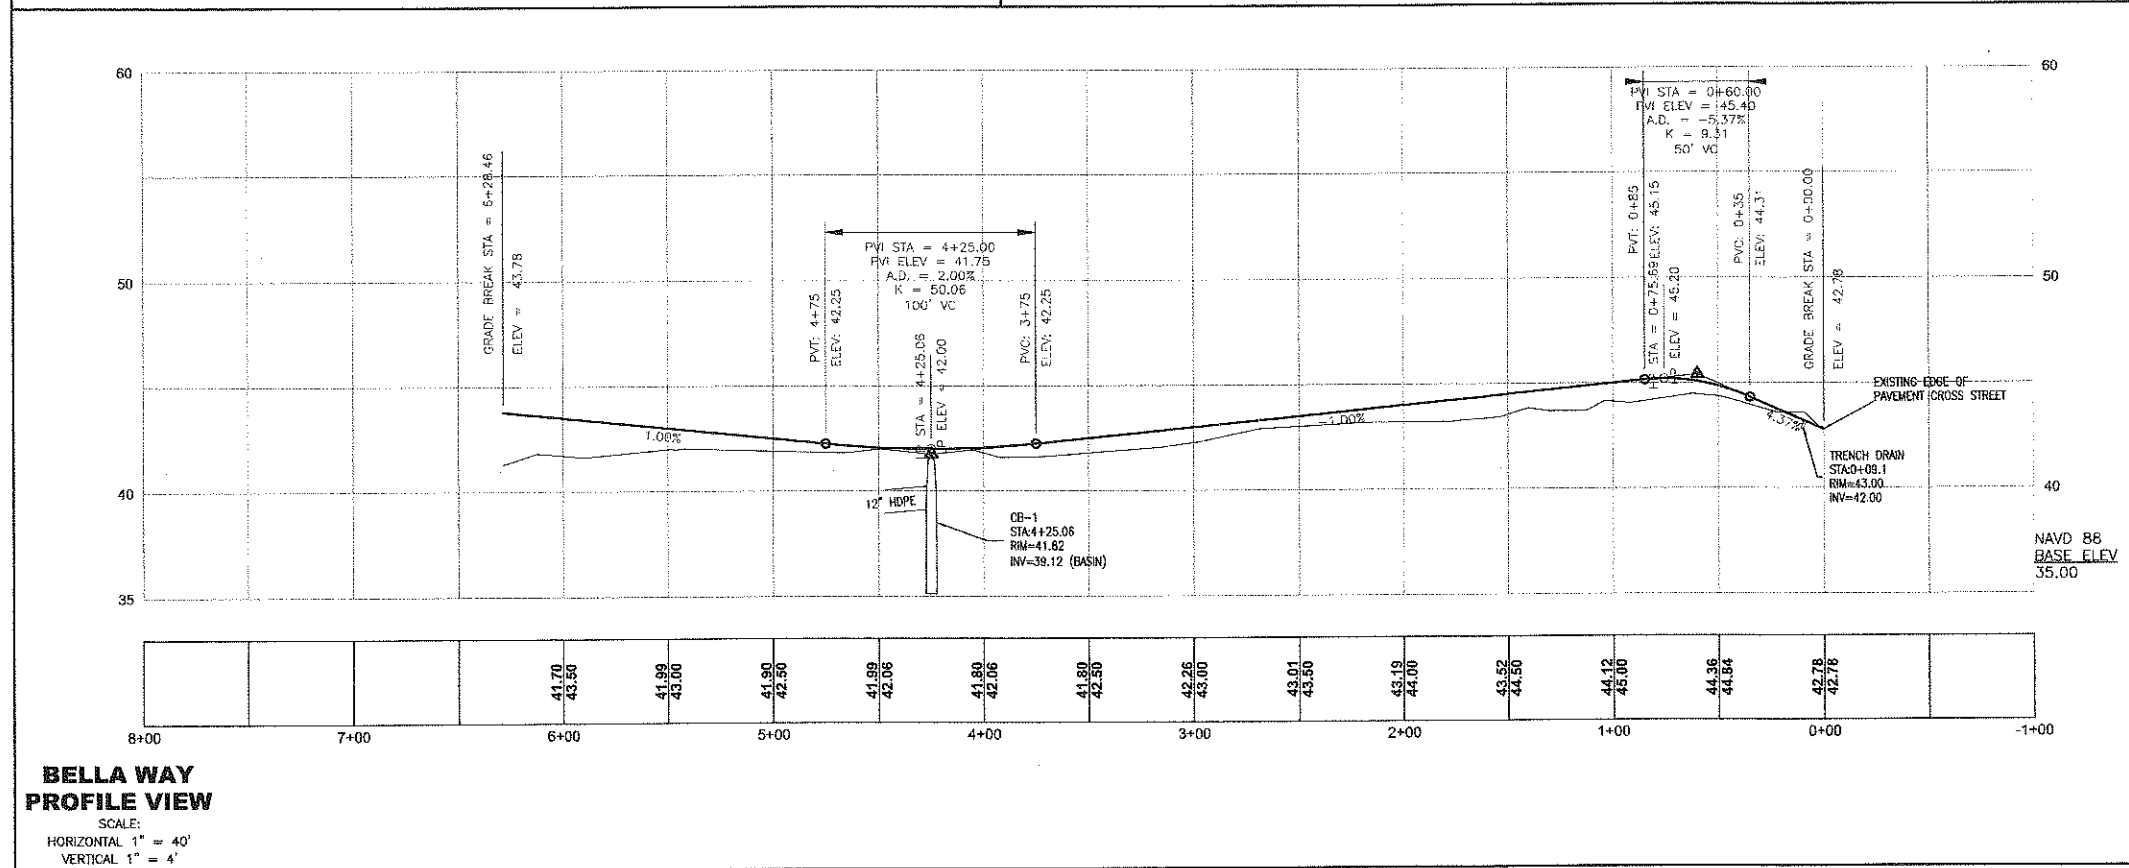 60
60
PVI STA = 0+60.00
PVI ELEV = 45.40
A.D. = -5.37%
K = 9.31
50' VC
GRADE BREAK STA = 6+28.46
ELEV = 43.78
PVI STA = 4+25.00
PVI ELEV = 41.75
A.D. = 2.00%
K = 50.06
100' VC
PVT: 4+75
ELEV: 42.25
STA = 4+25.06
ELEV = 42.00
PVC: 3+75
ELEV: 42.25
PVT: 0+85
ELEV: 45.15
STA = 0+75.69
ELEV = 45.20
PVC: 0+35
ELEV: 44.31
GRADE BREAK STA = 0+00.00
ELEV = 42.78
50
50
EXISTING EDGE OF
PAVEMENT CROSS STREET
1.00%
-1.00%
4.37%
TRENCH DRAIN
STA:0+09.1
RIM=43.00
INV=42.00
40
40
12" HDPE
CB-1
STA:4+25.06
RIM=41.62
INV=39.12 (BASIN)
NAVD 88
BASE ELEV
35.00
35
41.70
43.50
41.99
43.00
41.90
42.50
41.99
42.06
41.80
42.06
41.80
42.50
42.26
43.00
43.01
43.50
43.19
44.00
43.52
44.50
44.12
45.00
44.36
44.84
42.78
42.78
8+00
7+00
6+00
5+00
4+00
3+00
2+00
1+00
0+00
-1+00
BELLA WAY
PROFILE VIEW
SCALE:
HORIZONTAL 1" = 40'
VERTICAL 1" = 4'